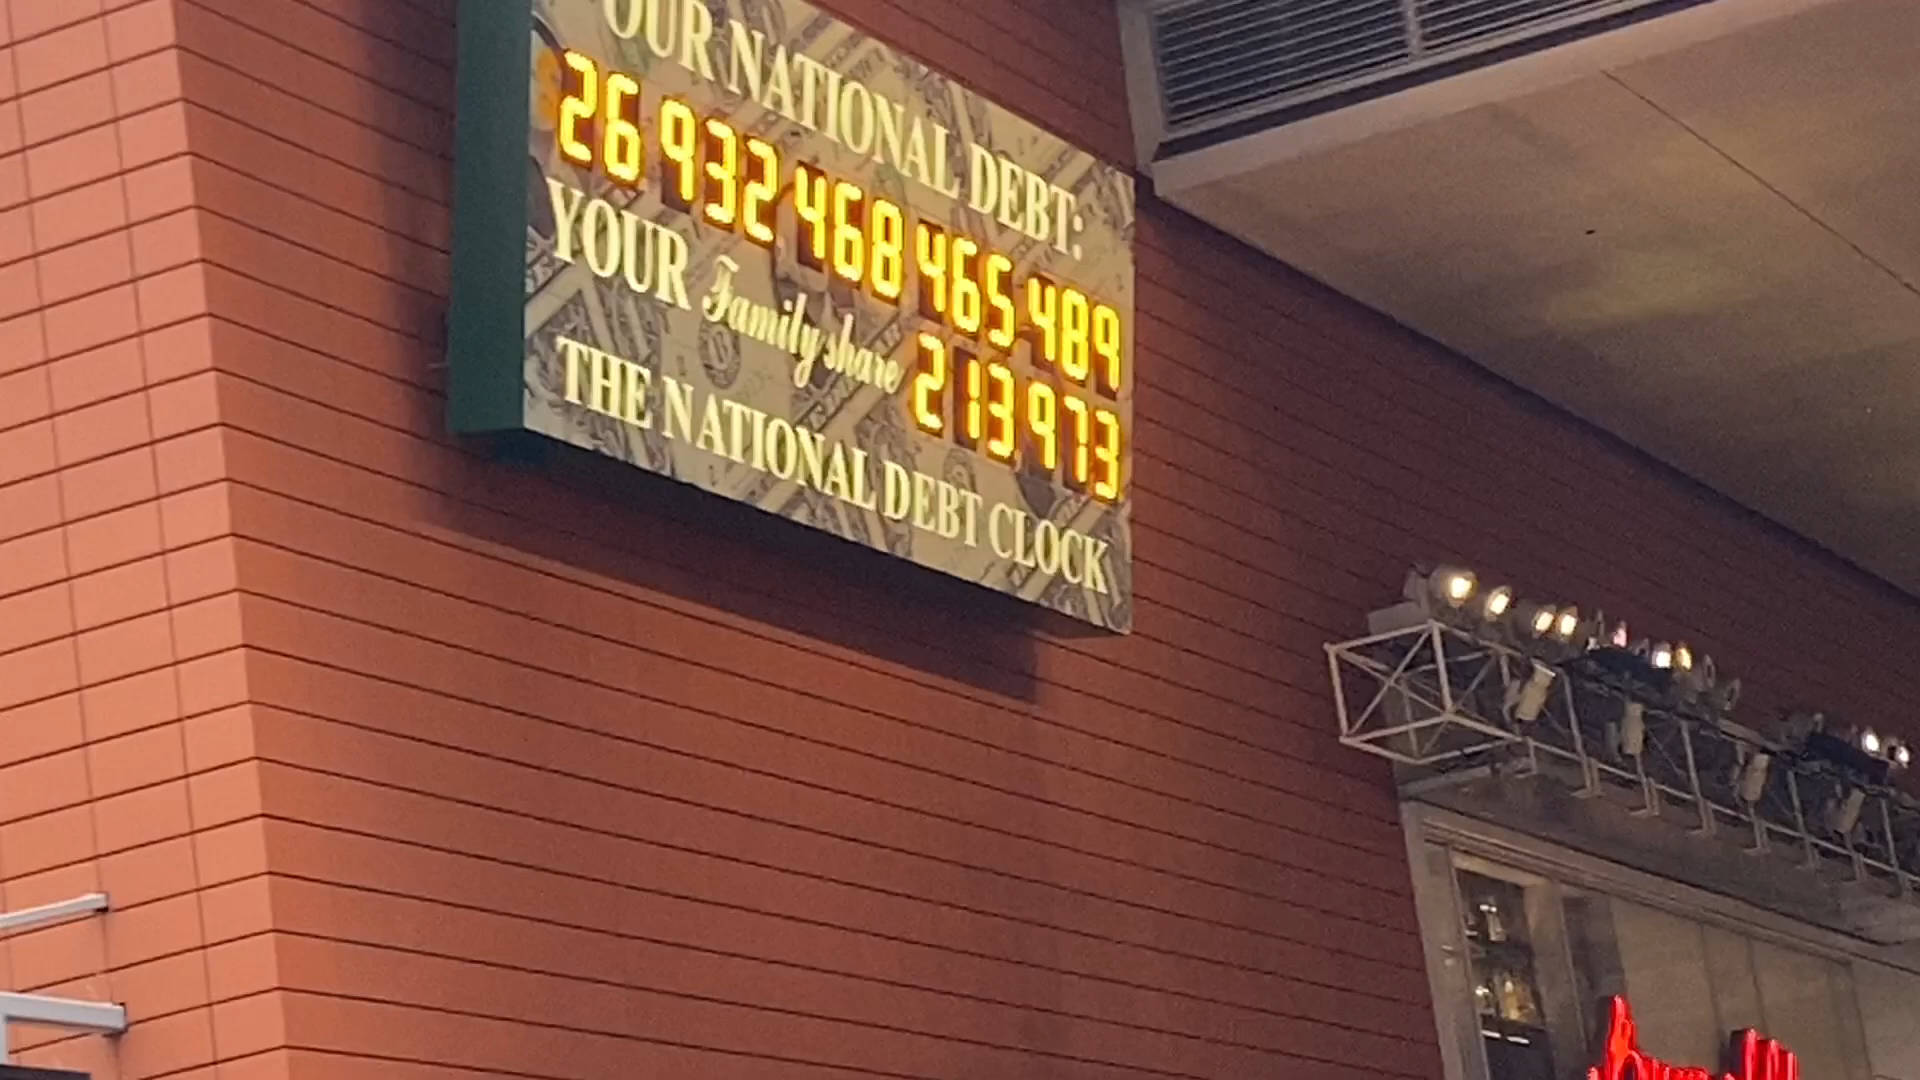 OUR NATIONAL DEBT:
26 932 468 465 489
YOUR Family share 213 973
THE NATIONAL DEBT CLOCK